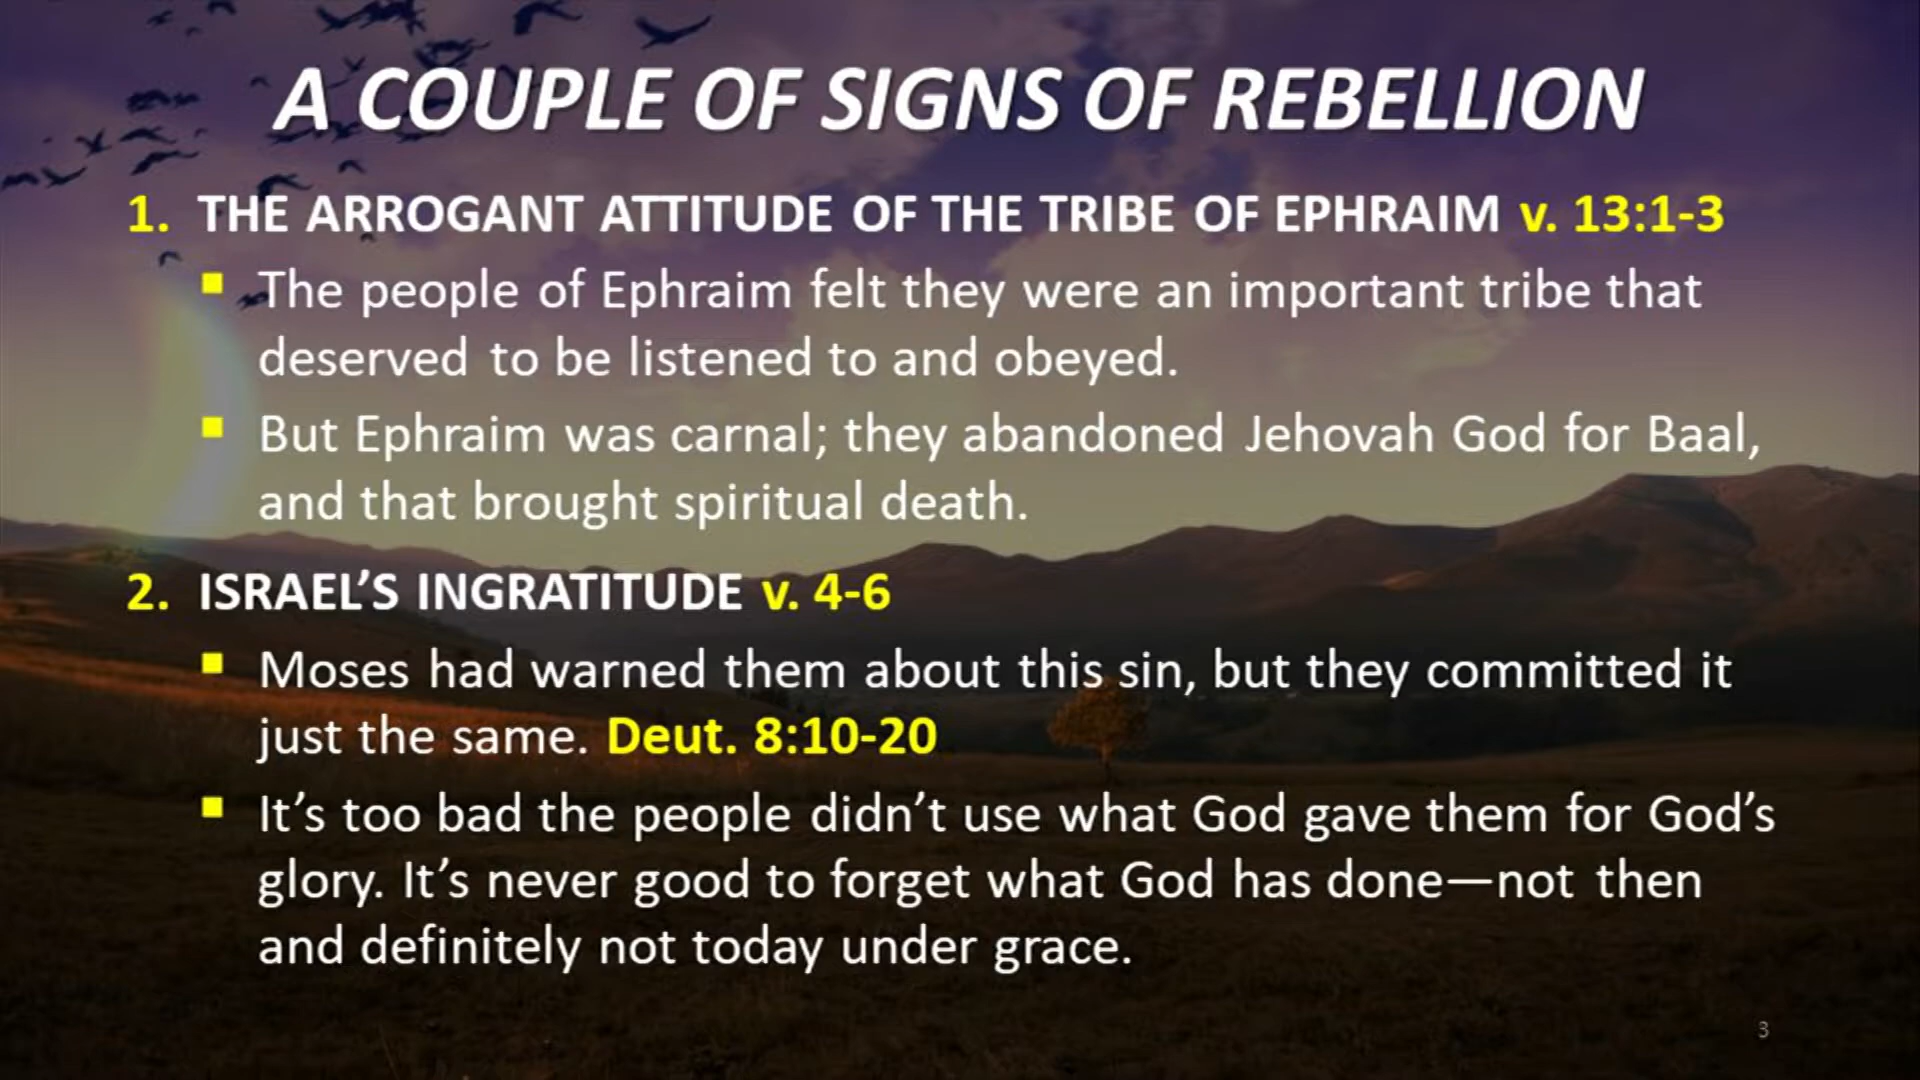 A COUPLE OF SIGNS OF REBELLION
1. THE ARROGANT ATTITUDE OF THE TRIBE OF EPHRAIM v. 13:1-3
The people of Ephraim felt they were an important tribe that
deserved to be listened to and obeyed.
But Ephraim was carnal; they abandoned Jehovah God for Baal,
and that brought spiritual death.
2. ISRAEL’S INGRATITUDE v. 4-6
Moses had warned them about this sin, but they committed it
just the same. Deut. 8:10-20
It’s too bad the people didn’t use what God gave them for God’s
glory. It’s never good to forget what God has done—not then
and definitely not today under grace.
3